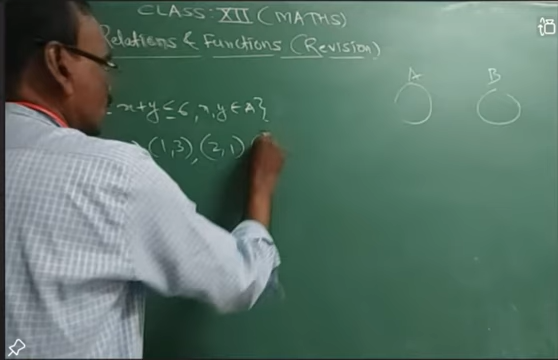 CLASS: XII (MATHS)
Relations & Functions (Revision)
A B
x+y ≤ 6, x, y ∈ A}
(1,3), (2,1)